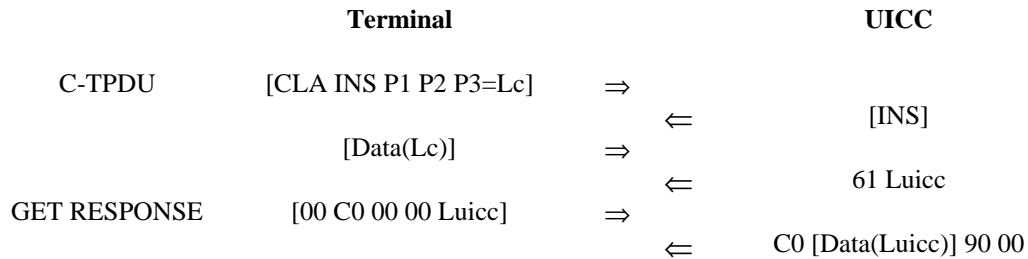 Terminal UICC
C-TPDU [CLA INS P1 P2 P3=Lc] ⇒
⇐ [INS]
[Data(Lc)] ⇒
⇐ 61 Luicc
GET RESPONSE [00 C0 00 00 Luicc] ⇒
⇐ C0 [Data(Luicc)] 90 00